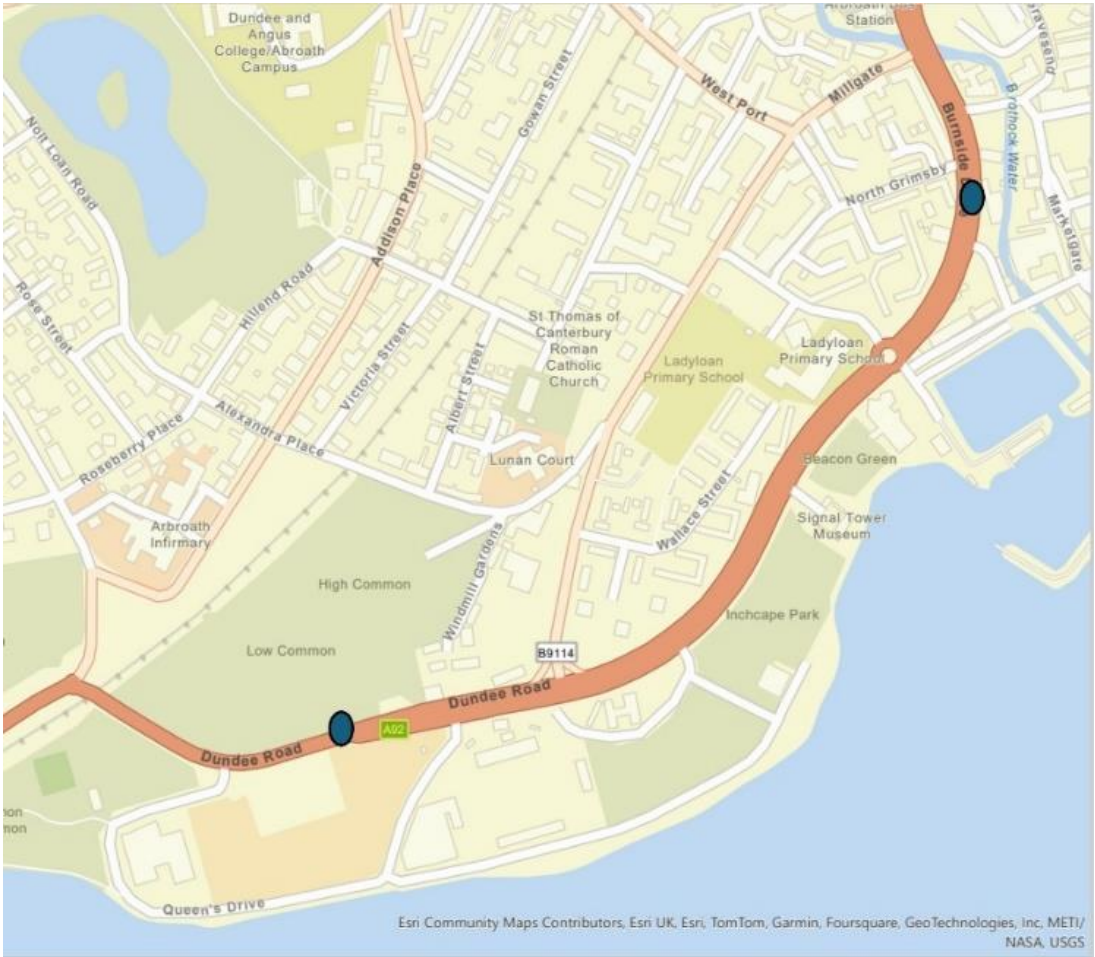 Station
Dundee and
Angus
College/Abroath
Campus
Gowan Street
West Port
Millgate
Burnside
Brothock Water
Nolt Loan Road
Addison Place
North Grimsby
Marketgate
Rose Street
Hillend Road
Victoria Street
St Thomas of
Canterbury
Roman
Catholic
Church
Ladyloan
Primary School
Ladyloan
Primary School
Albert Street
Alexandra Place
Roseberry Place
Lunan Court
Beacon Green
Wallace Street
Signal Tower
Museum
Arbroath
Infirmary
High Common
Windmill Gardens
Inchcape Park
Low Common
B9114
Dundee Road
A92
Dundee Road
Queen's Drive
Esri Community Maps Contributors, Esri UK, Esri, TomTom, Garmin, Foursquare, GeoTechnologies, Inc, METI/
NASA, USGS